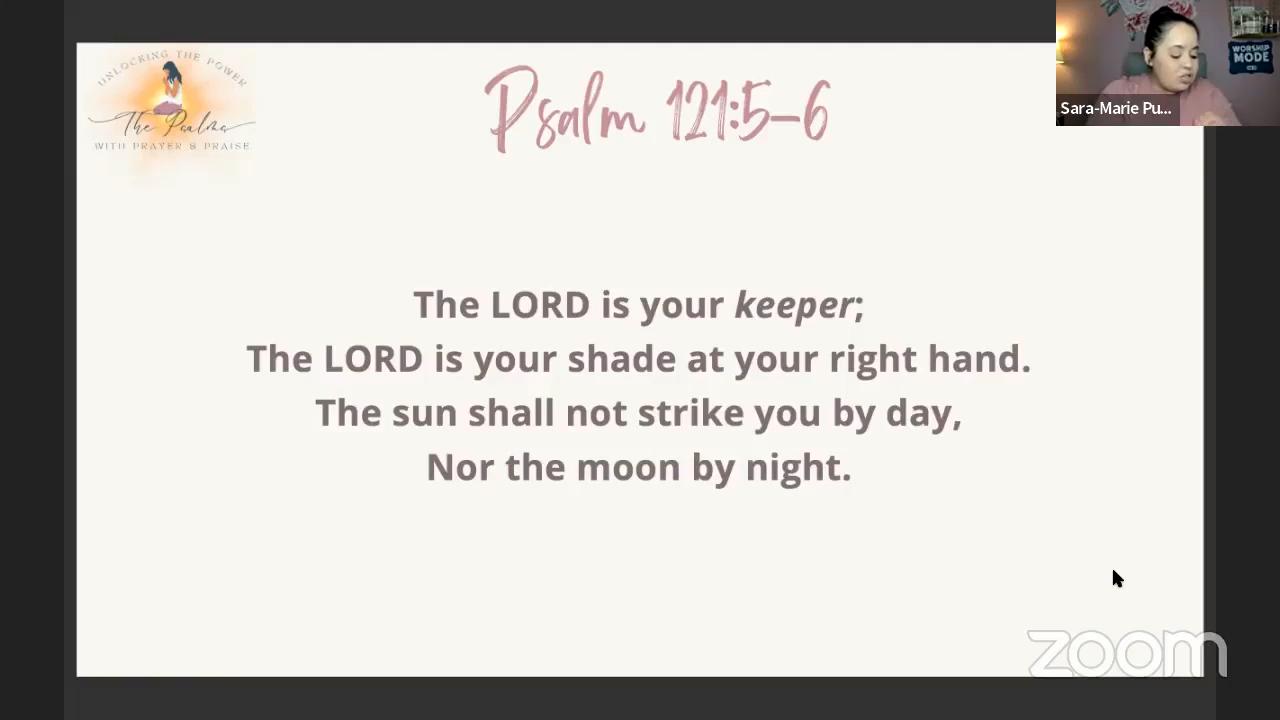 UNLOCKING THE POWER
The Psalms
WITH PRAYER & PRAISE
Psalm 121:5–6
WORSHIP
MODE
Sara-Marie Pu...
The LORD is your keeper;
The LORD is your shade at your right hand.
The sun shall not strike you by day,
Nor the moon by night.
zoom